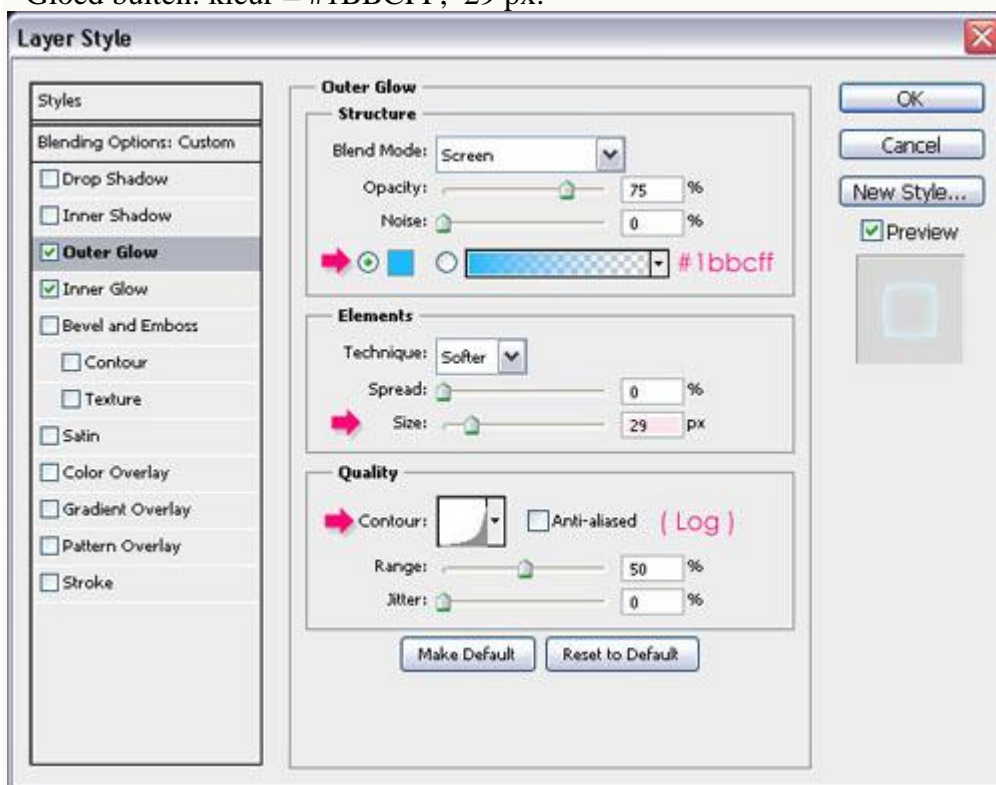 Gloed buiten: kleur = #1BBCFF; 29 px.
Layer Style
Styles
Blending Options: Custom
Drop Shadow
Inner Shadow
Outer Glow
Inner Glow
Bevel and Emboss
Contour
Texture
Satin
Color Overlay
Gradient Overlay
Pattern Overlay
Stroke
Outer Glow
Structure
Blend Mode: Screen
Opacity: 75 %
Noise: 0 %
#1bbcff
Elements
Technique: Softer
Spread: 0 %
Size: 29 px
Quality
Contour: Anti-aliased ( Log )
Range: 50 %
Jitter: 0 %
Make Default Reset to Default
OK
Cancel
New Style...
Preview